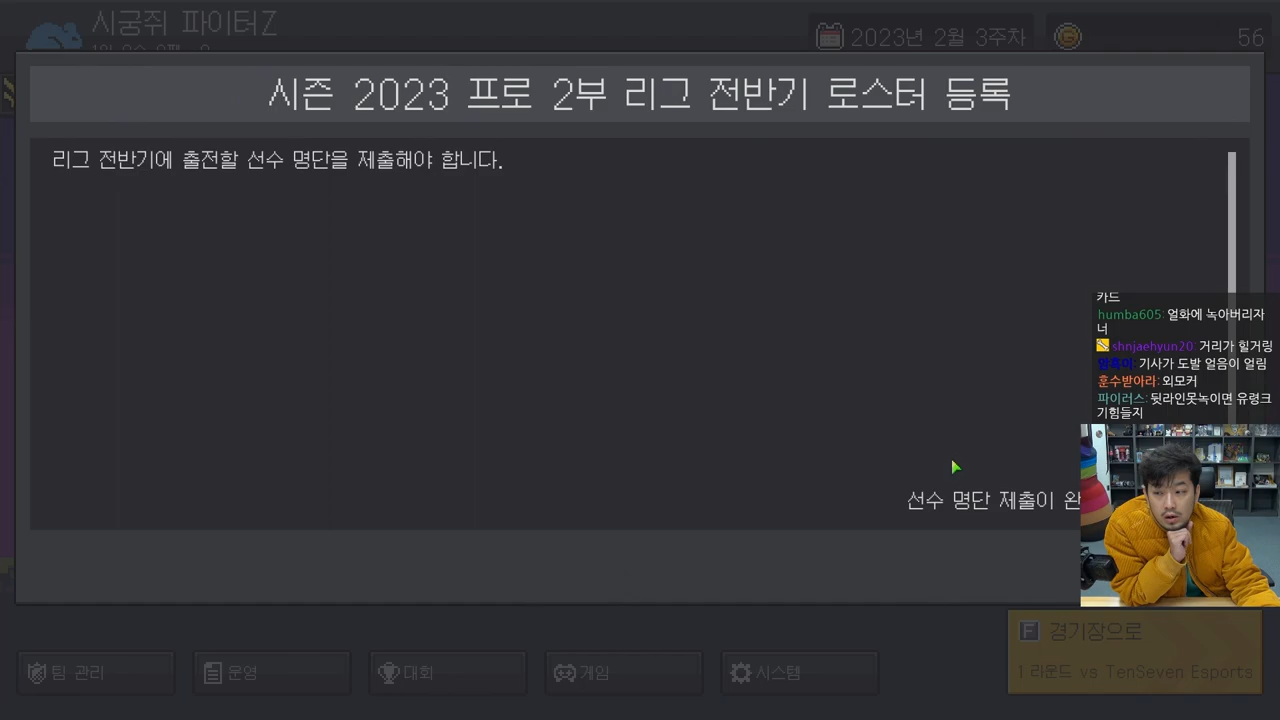 시궁쥐 파이터Z
2023년 2월 3주차
56
시즌 2023 프로 2부 리그 전반기 로스터 등록
리그 전반기에 출전할 선수 명단을 제출해야 합니다.
카드
humba605: 얼화에 녹아버리자
너
shnjaehyun20: 거리가 힐거링
기사가 도발 얼음이 얼림
훈수받아라: 외모커
파이러스: 뒷라인못녹이면 유령크
기힘들지
선수 명단 제출이 완
F 경기장으로
1 라운드 vs TenSeven Esports
팀 관리
운영
대회
게임
시스템